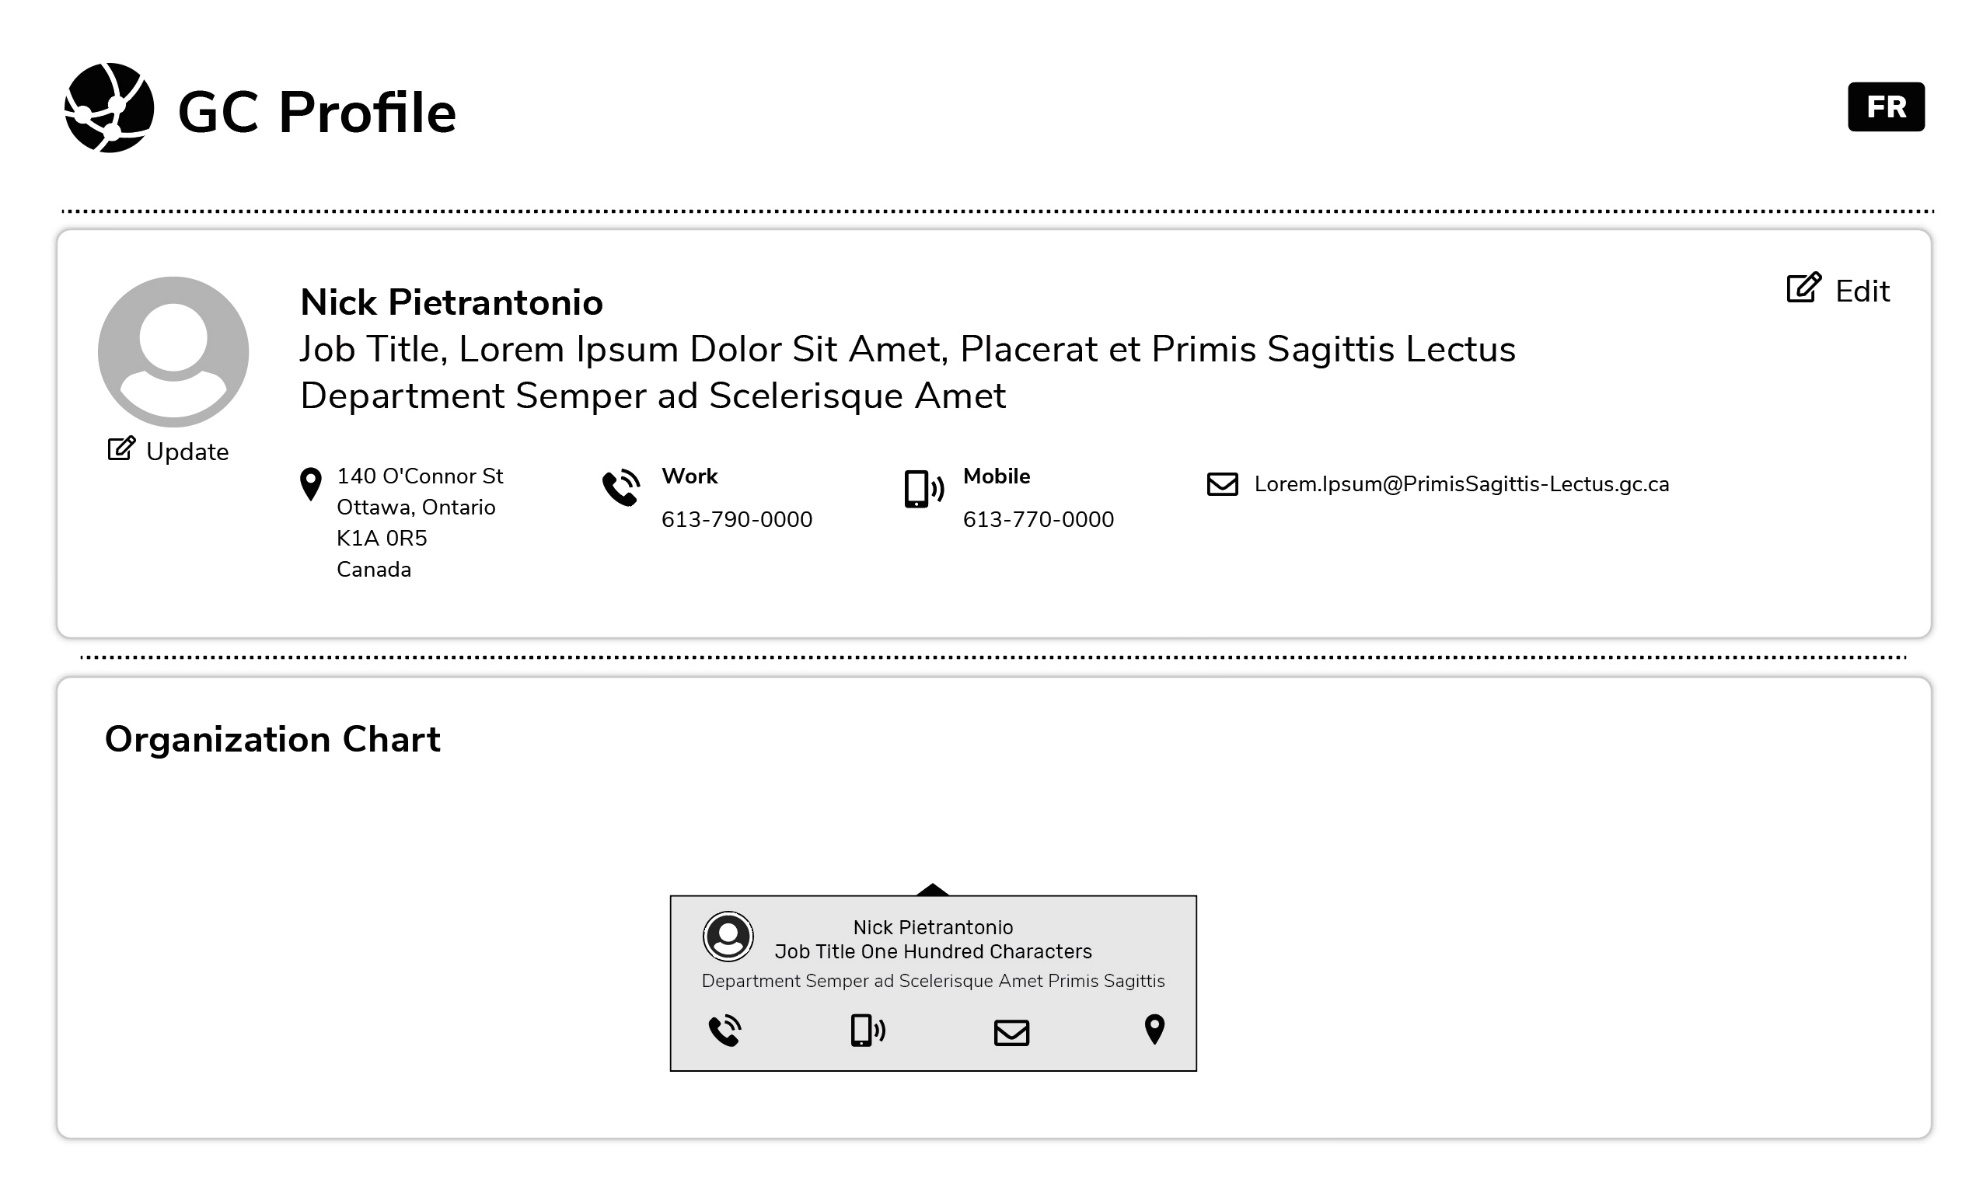 GC Profile
FR
Nick Pietrantonio
Edit
Job Title, Lorem Ipsum Dolor Sit Amet, Placerat et Primis Sagittis Lectus
Department Semper ad Scelerisque Amet
Update
140 O'Connor St
Ottawa, Ontario
K1A 0R5
Canada
Work
613-790-0000
Mobile
613-770-0000
Lorem.Ipsum@PrimisSagittis-Lectus.gc.ca
Organization Chart
Nick Pietrantonio
Job Title One Hundred Characters
Department Semper ad Scelerisque Amet Primis Sagittis